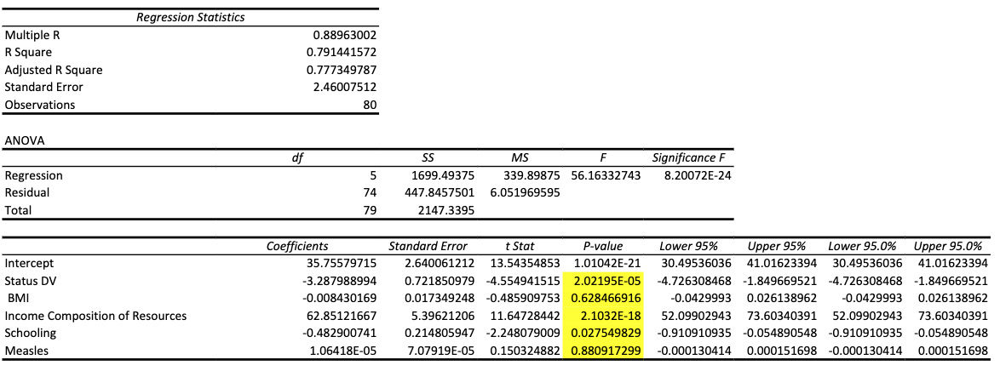 Regression Statistics
Multiple R 0.88963002
R Square 0.791441572
Adjusted R Square 0.777349787
Standard Error 2.46007512
Observations 80
ANOVA
df SS MS F Significance F
Regression 5 1699.49375 339.89875 56.16332743 8.20072E-24
Residual 74 447.8457501 6.051969595
Total 79 2147.3395
Coefficients Standard Error t Stat P-value Lower 95% Upper 95% Lower 95.0% Upper 95.0%
Intercept 35.75579715 2.640061212 13.54354853 1.01042E-21 30.49536036 41.01623394 30.49536036 41.01623394
Status DV -3.287988994 0.721850979 -4.554941515 2.02195E-05 -4.726308468 -1.849669521 -4.726308468 -1.849669521
BMI -0.008430169 0.017349248 -0.485909753 0.628466916 -0.0429993 0.026138962 -0.0429993 0.026138962
Income Composition of Resources 62.85121667 5.39621206 11.64728442 2.1032E-18 52.09902943 73.60340391 52.09902943 73.60340391
Schooling -0.482900741 0.214805947 -2.248079009 0.027549829 -0.910910935 -0.054890548 -0.910910935 -0.054890548
Measles 1.06418E-05 7.07919E-05 0.150324882 0.880917299 -0.000130414 0.000151698 -0.000130414 0.000151698